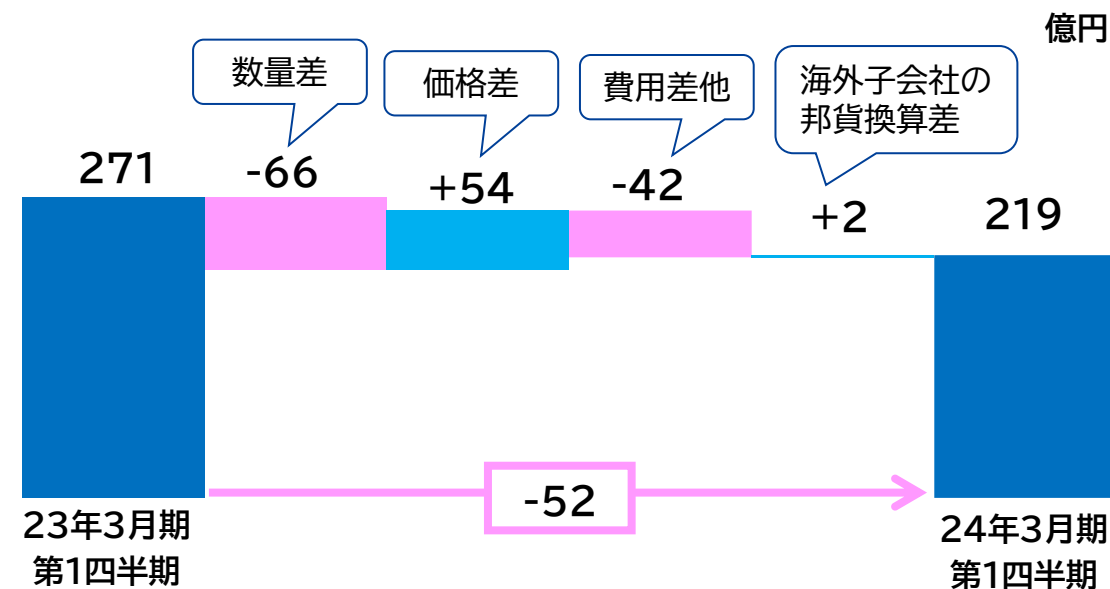 億円
数量差
価格差
費用差他
海外子会社の
邦貨換算差
271
-66
+54
-42
+2
219
-52
23年3月期
第1四半期
24年3月期
第1四半期